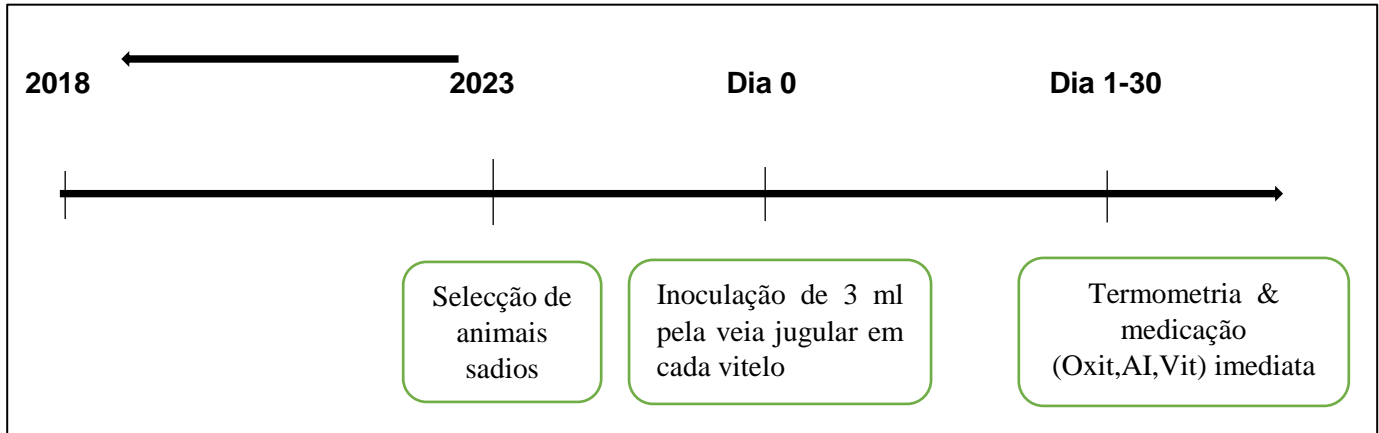 2018 2023 Dia 0 Dia 1-30
Selecção de
animais
sadios
Inoculação de 3 ml
pela veia jugular em
cada vitelo
Termometria &
medicação
(Oxit,AI,Vit) imediata